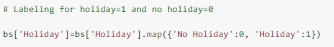 # Labeling for holiday=1 and no holiday=0
bs['Holiday']=bs['Holiday'].map({'No Holiday':0, 'Holiday':1})